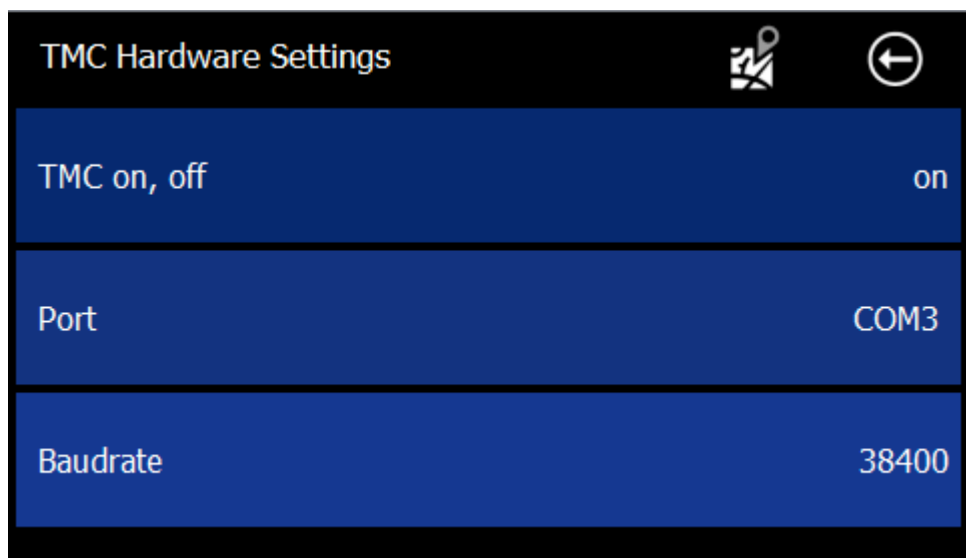 TMC Hardware Settings
TMC on, off on
Port COM3
Baudrate 38400